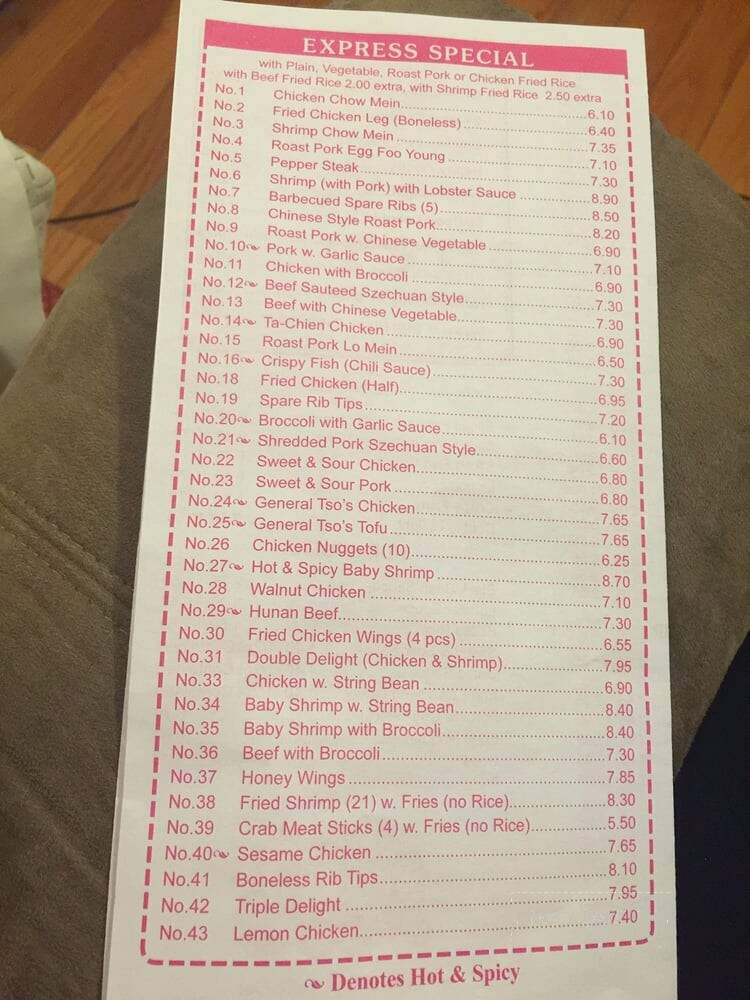 EXPRESS SPECIAL
with Plain, Vegetable, Roast Pork or Chicken Fried Rice
with Beef Fried Rice 2.00 extra, with Shrimp Fried Rice 2.50 extra
No.1 Chicken Chow Mein 6.10
No.2 Fried Chicken Leg (Boneless) 6.40
No.3 Shrimp Chow Mein 7.35
No.4 Roast Pork Egg Foo Young 7.10
No.5 Pepper Steak 7.30
No.6 Shrimp (with Pork) with Lobster Sauce 8.90
No.7 Barbecued Spare Ribs (5) 8.50
No.8 Chinese Style Roast Pork 8.20
No.9 Roast Pork w. Chinese Vegetable 6.90
No.10 Pork w. Garlic Sauce 7.10
No.11 Chicken with Broccoli 6.90
No.12 Beef Sauteed Szechuan Style 7.30
No.13 Beef with Chinese Vegetable 7.30
No.14 Ta-Chien Chicken 6.90
No.15 Roast Pork Lo Mein 6.50
No.16 Crispy Fish (Chili Sauce) 7.30
No.18 Fried Chicken (Half) 6.95
No.19 Spare Rib Tips 7.20
No.20 Broccoli with Garlic Sauce 6.10
No.21 Shredded Pork Szechuan Style 6.60
No.22 Sweet & Sour Chicken 6.80
No.23 Sweet & Sour Pork 6.80
No.24 General Tso's Chicken 7.65
No.25 General Tso's Tofu 7.65
No.26 Chicken Nuggets (10) 6.25
No.27 Hot & Spicy Baby Shrimp 8.70
No.28 Walnut Chicken 7.10
No.29 Hunan Beef 7.30
No.30 Fried Chicken Wings (4 pcs) 6.55
No.31 Double Delight (Chicken & Shrimp) 7.95
No.33 Chicken w. String Bean 6.90
No.34 Baby Shrimp w. String Bean 8.40
No.35 Baby Shrimp with Broccoli 8.40
No.36 Beef with Broccoli 7.30
No.37 Honey Wings 7.85
No.38 Fried Shrimp (21) w. Fries (no Rice) 8.30
No.39 Crab Meat Sticks (4) w. Fries (no Rice) 5.50
No.40 Sesame Chicken 7.65
No.41 Boneless Rib Tips 8.10
No.42 Triple Delight 7.95
No.43 Lemon Chicken 7.40
Denotes Hot & Spicy